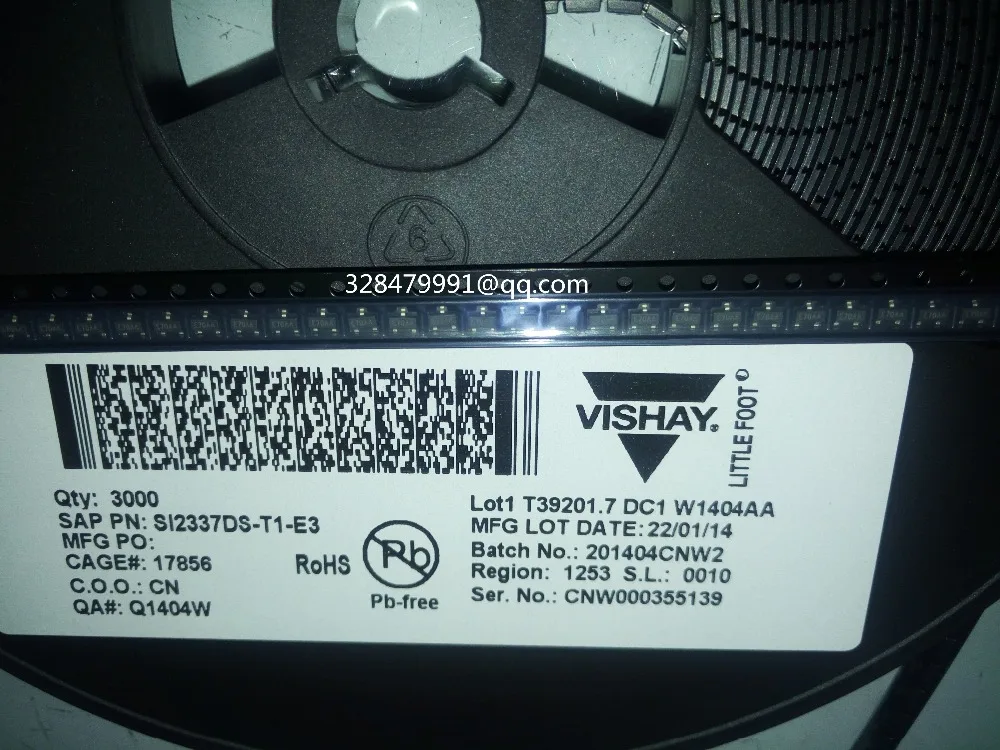 6
328479991@qq.com
VISHAY®
LITTLE FOOT®
Qty: 3000
SAP PN: SI2337DS-T1-E3
MFG PO:
CAGE#: 17856
C.O.O.: CN
QA#: Q1404W
RoHS
Pb
Pb-free
Lot1 T39201.7 DC1 W1404AA
MFG LOT DATE: 22/01/14
Batch No.: 201404CNW2
Region: 1253 S.L.: 0010
Ser. No.: CNW000355139